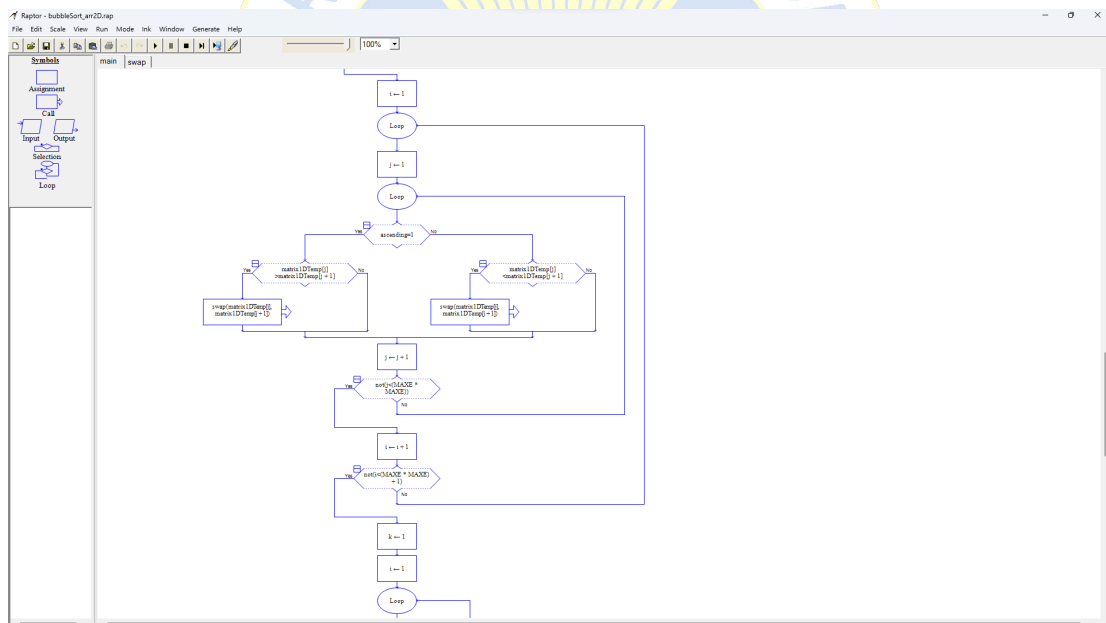 Raptor - bubbleSort_arr2D.rap
File Edit Scale View Run Mode Ink Window Generate Help
100%
Symbols
Assignment
Call
Input Output
Selection
Loop
main swap
i ← 1
Loop
j ← 1
Loop
Yes ascending=1 No
Yes matrix1DTemp[j]
>matrix1DTemp[j + 1] No
Yes matrix1DTemp[j]
<matrix1DTemp[j + 1] No
swap(matrix1DTemp[j],
matrix1DTemp[j + 1])
swap(matrix1DTemp[j],
matrix1DTemp[j + 1])
j ← j + 1
Yes not(j<(MAXE *
MAXE))
No
i ← i + 1
Yes not(i<(MAXE * MAXE)
+ 1)
No
k ← 1
i ← 1
Loop